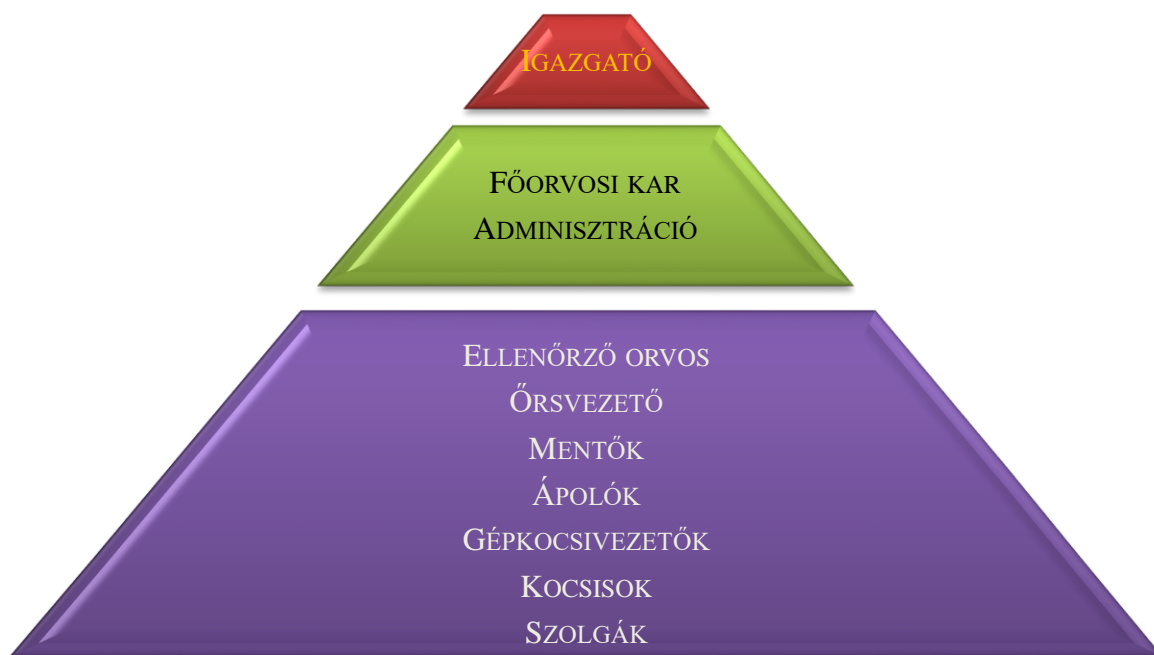 IGAZGATÓ
FŐORVOSI KAR
ADMINISZTRÁCIÓ
ELLENŐRZŐ ORVOS
ŐRSVEZETŐ
MENTŐK
ÁPOLÓK
GÉPKOCSIVEZETŐK
KOCSISOK
SZOLGÁK